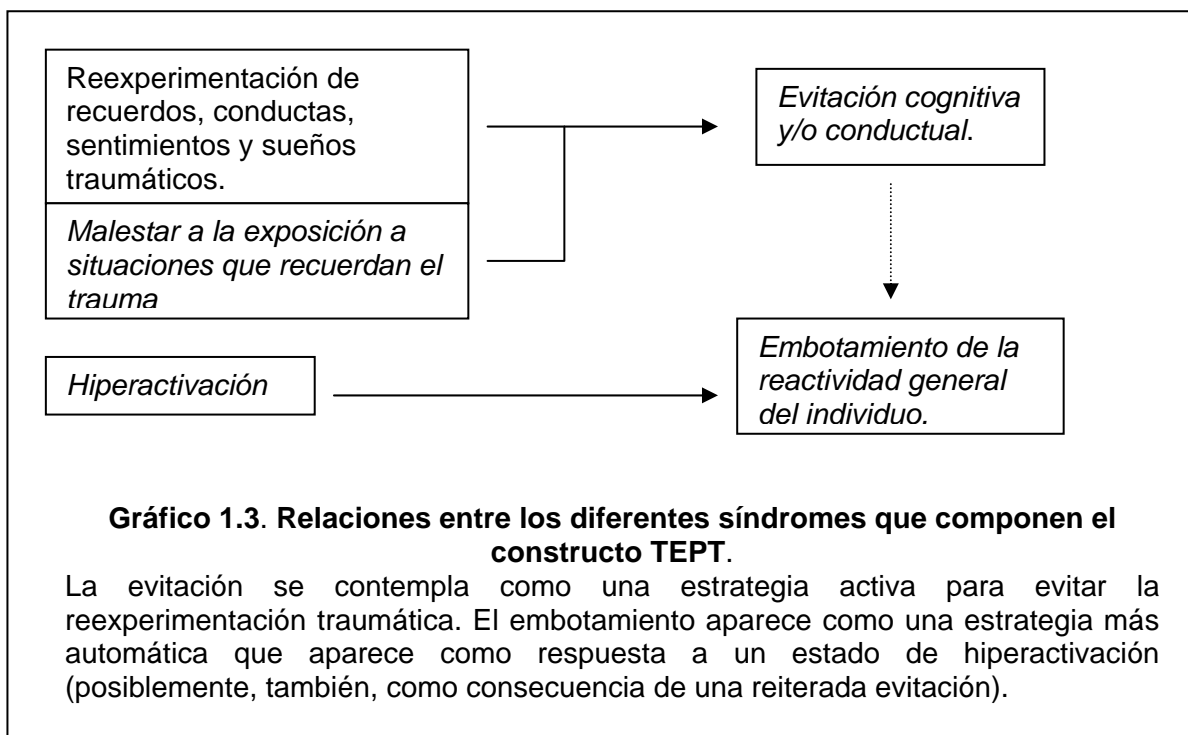 Reexperimentación de
recuerdos, conductas,
sentimientos y sueños
traumáticos.
Malestar a la exposición a
situaciones que recuerdan el
trauma
Evitación cognitiva
y/o conductual.
Hiperactivación
Embotamiento de la
reactividad general
del individuo.
Gráfico 1.3. Relaciones entre los diferentes síndromes que componen el
constructo TEPT.
La evitación se contempla como una estrategia activa para evitar la
reexperimentación traumática. El embotamiento aparece como una estrategia más
automática que aparece como respuesta a un estado de hiperactivación
(posiblemente, también, como consecuencia de una reiterada evitación).